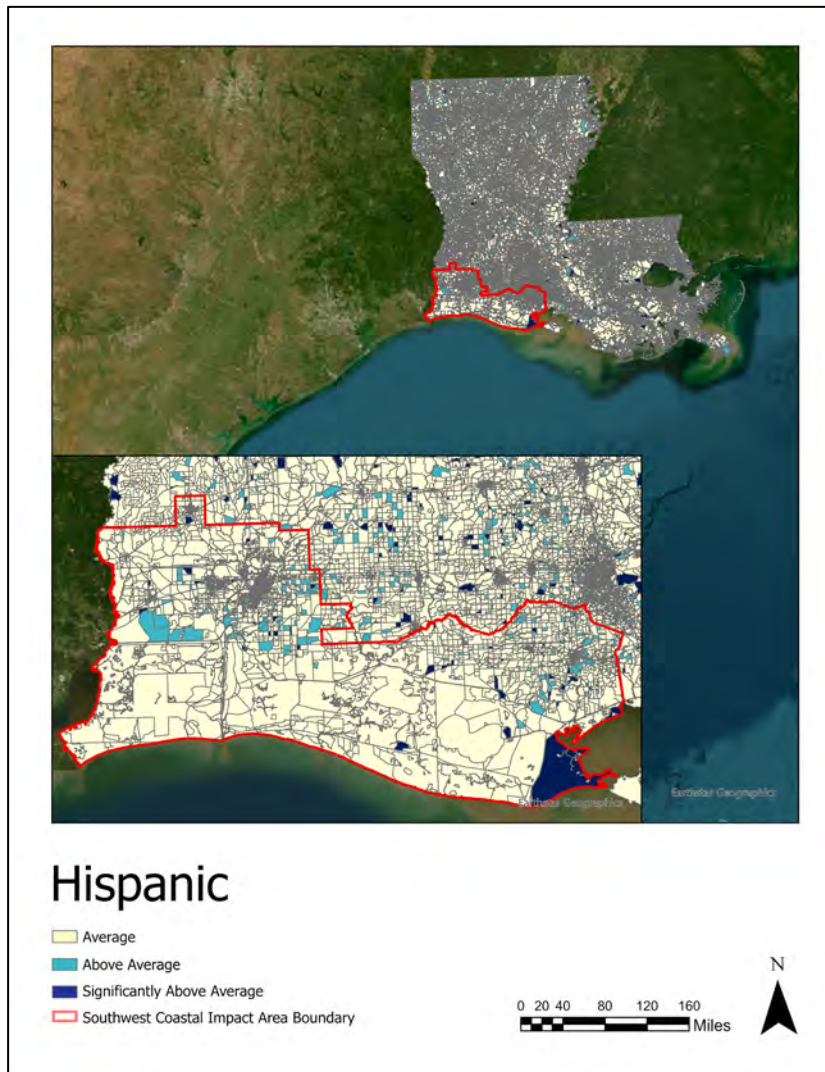 Earthstar Geographics
Earthstar Geographics
Hispanic
Average
Above Average
Significantly Above Average
Southwest Coastal Impact Area Boundary
N
0 20 40 80 120 160
Miles